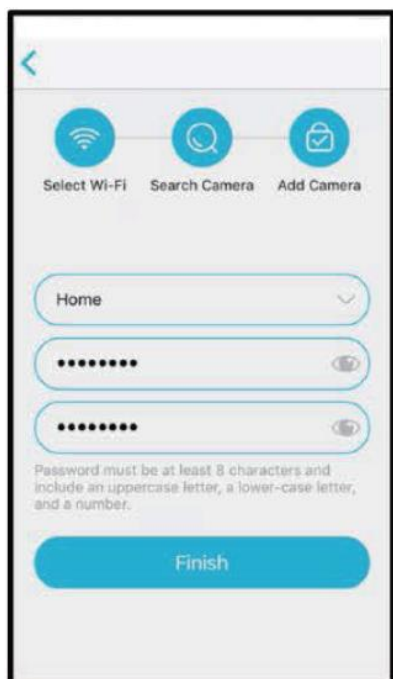 Select Wi-Fi Search Camera Add Camera
Home
••••••••
••••••••
Password must be at least 8 characters and
include an uppercase letter, a lower-case letter,
and a number.
Finish